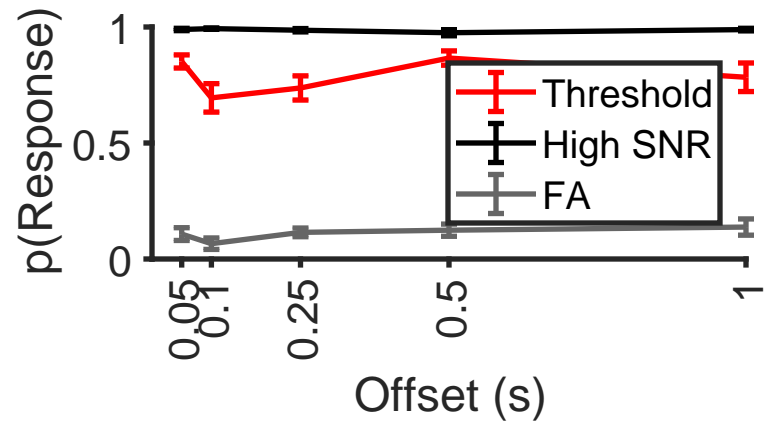 p(Response)
1
0.5
0
Threshold
High SNR
FA
0.05
0.1
0.25
0.5
1
Offset (s)